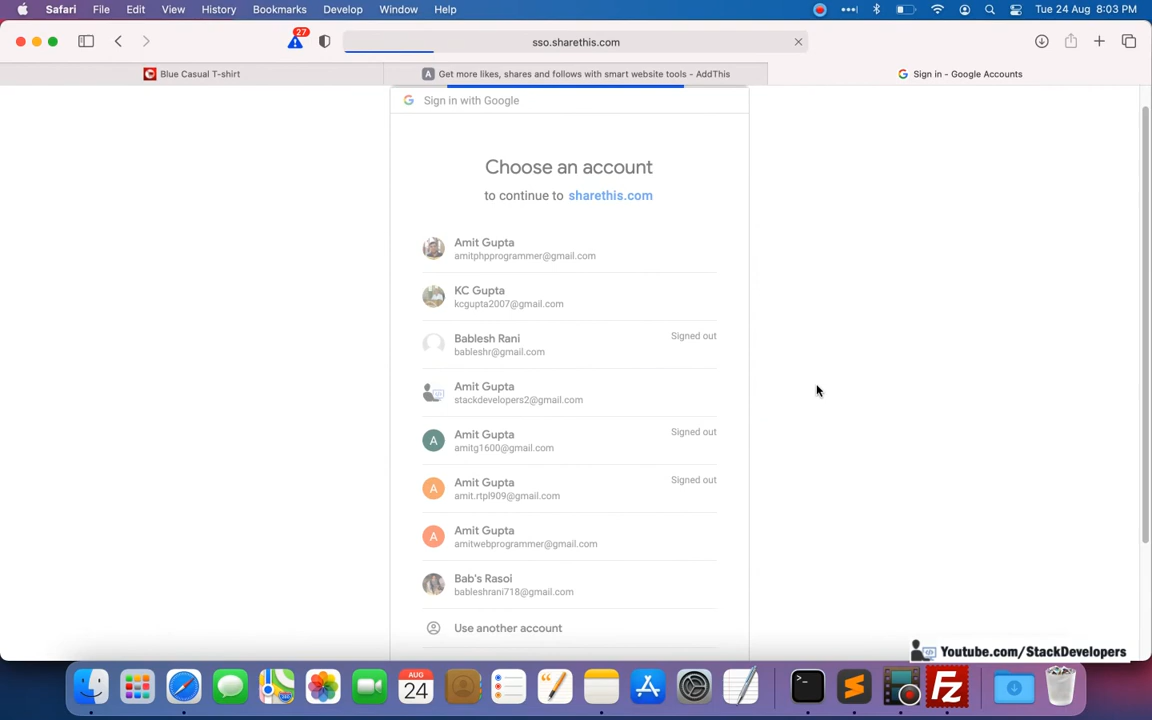 Safari File Edit View History Bookmarks Develop Window Help Tue 24 Aug 8:03 PM
27
sso.sharethis.com
Blue Casual T-shirt
A Get more likes, shares and follows with smart website tools - AddThis
Sign in - Google Accounts
Sign in with Google
Choose an account
to continue to sharethis.com
Amit Gupta
amitphpprogrammer@gmail.com
KC Gupta
kcgupta2007@gmail.com
Bablesh Rani Signed out
bableshr@gmail.com
Amit Gupta
stackdevelopers2@gmail.com
A Amit Gupta Signed out
amitg1600@gmail.com
A Amit Gupta Signed out
amit.rtpl909@gmail.com
A Amit Gupta
amitwebprogrammer@gmail.com
Bab's Rasoi
bableshrani718@gmail.com
Use another account
Youtube.com/StackDevelopers
AUG
24
Fz